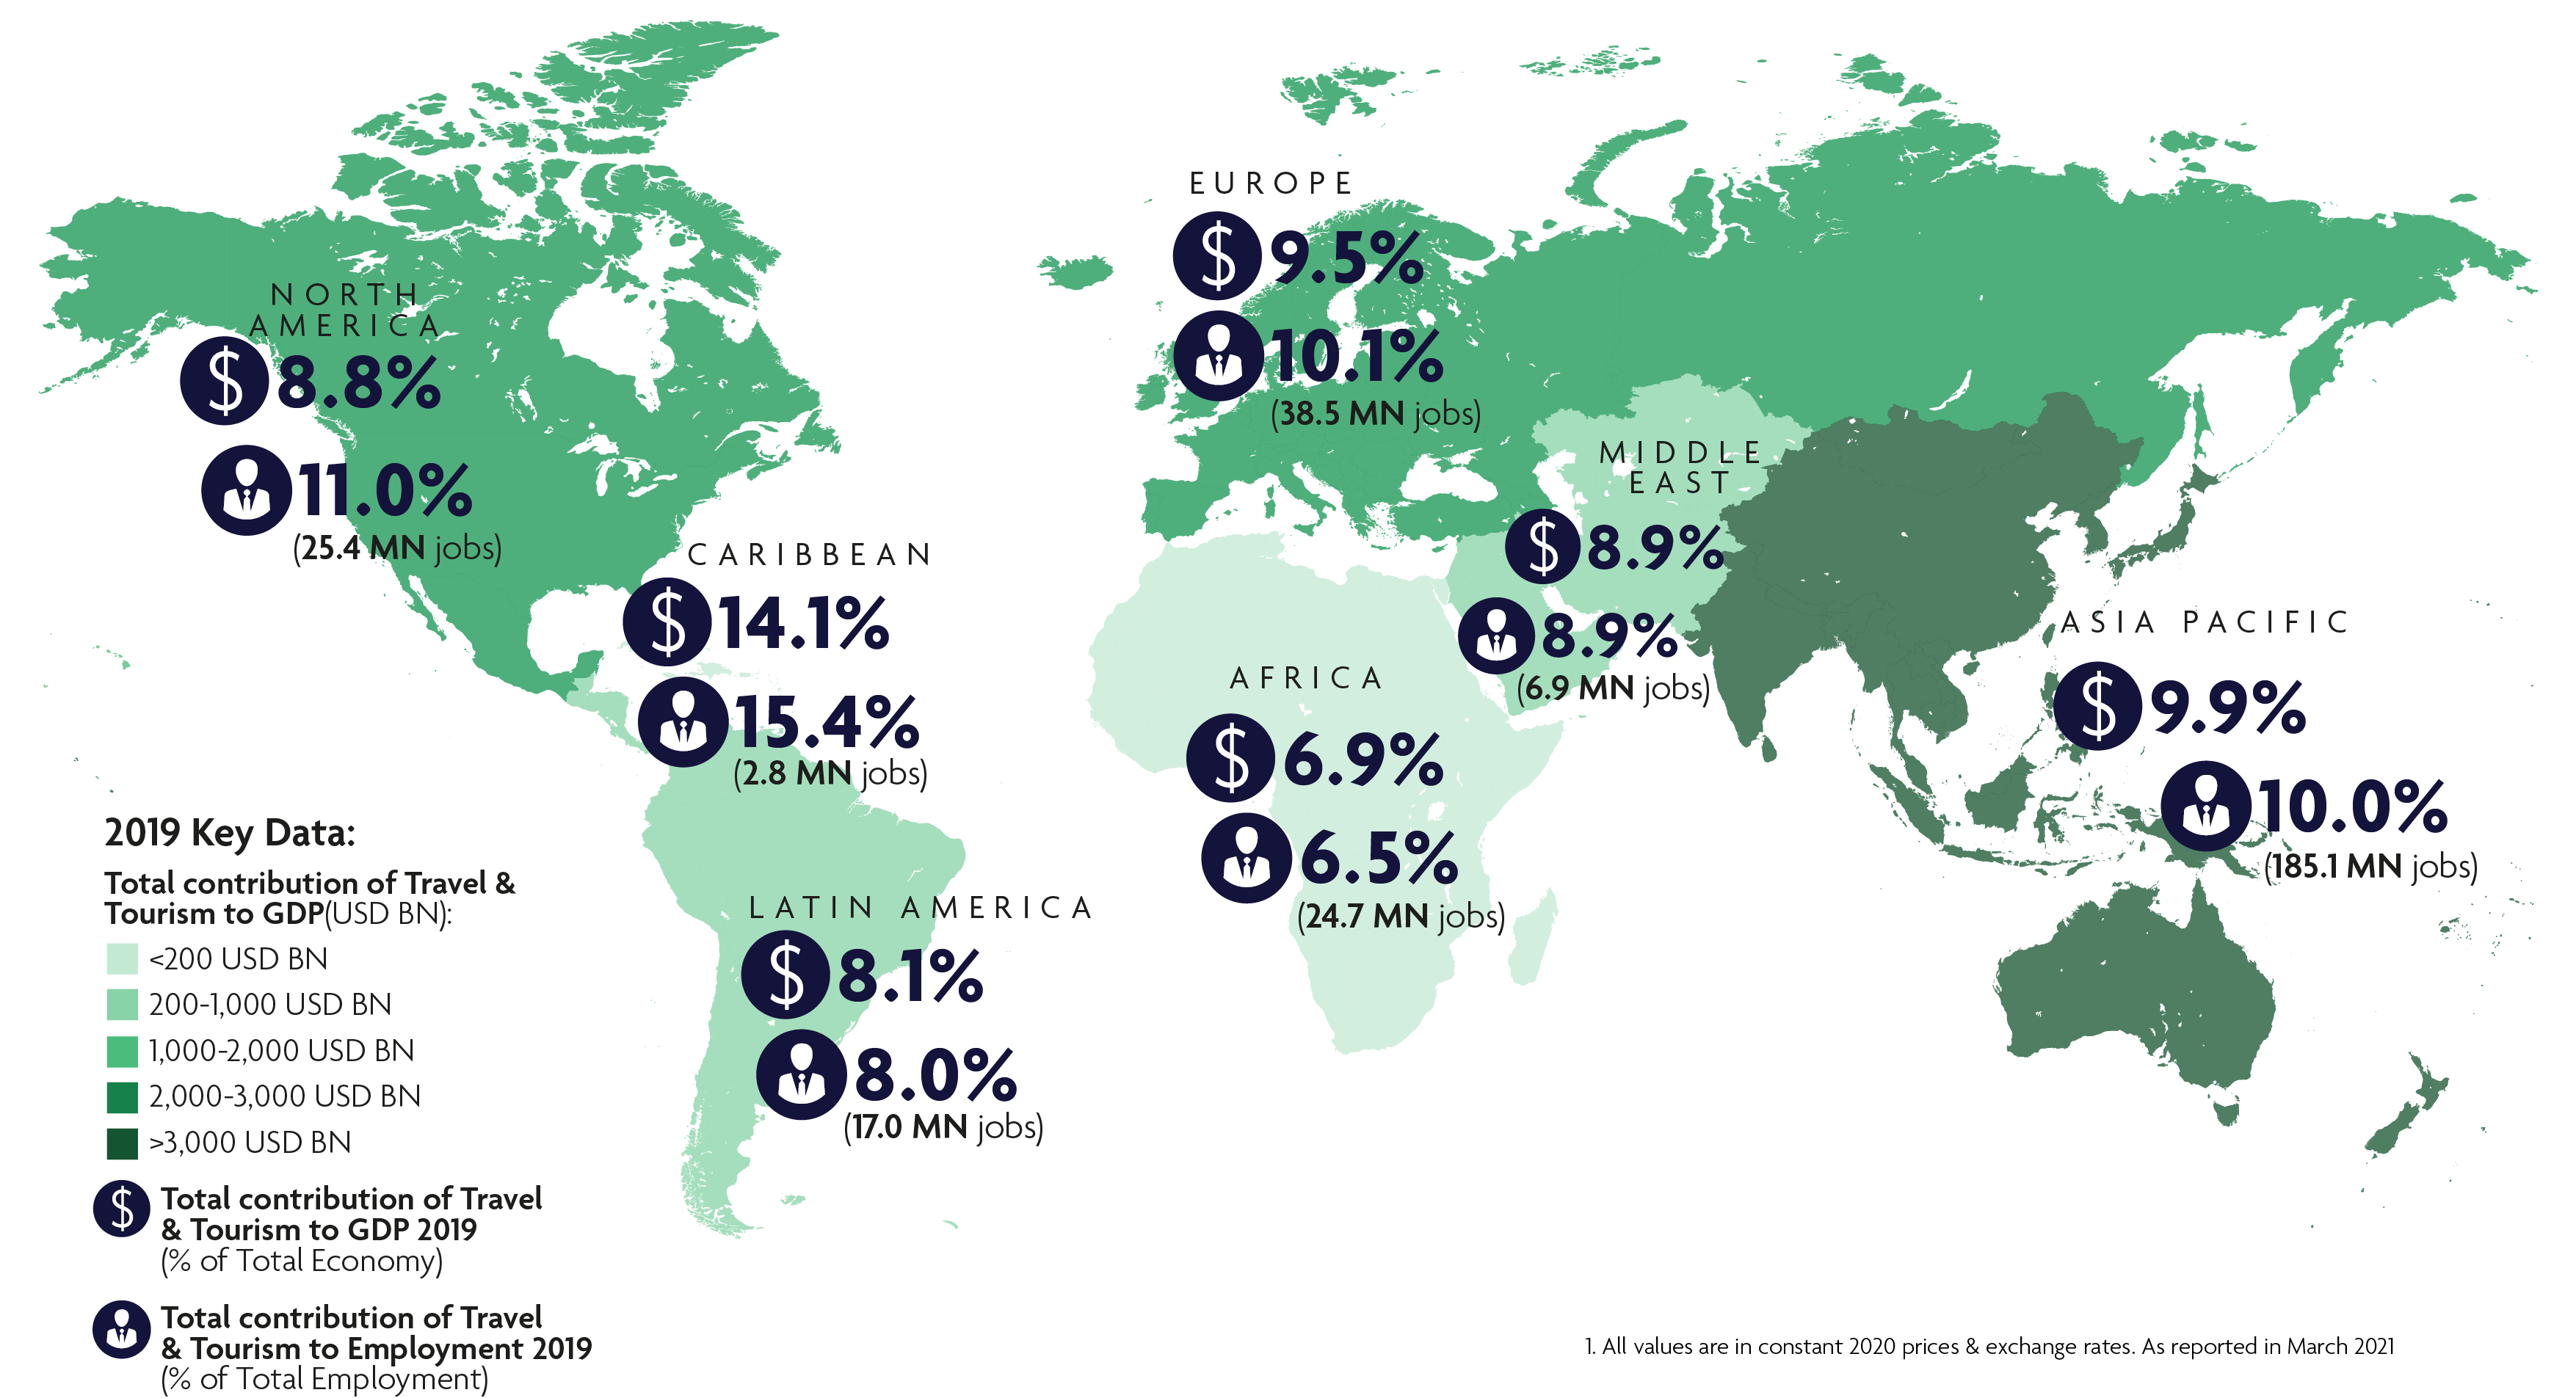 EUROPE
$ 9.5%
10.1%
(38.5 MN jobs)
NORTH
AMERICA
$ 8.8%
11.0%
(25.4 MN jobs)
MIDDLE
EAST
$ 8.9%
8.9%
(6.9 MN jobs)
CARIBBEAN
$ 14.1%
15.4%
(2.8 MN jobs)
ASIA PACIFIC
$ 9.9%
10.0%
(185.1 MN jobs)
AFRICA
$ 6.9%
6.5%
(24.7 MN jobs)
LATIN AMERICA
$ 8.1%
8.0%
(17.0 MN jobs)
2019 Key Data:
Total contribution of Travel &
Tourism to GDP(USD BN):
<200 USD BN
200-1,000 USD BN
1,000-2,000 USD BN
2,000-3,000 USD BN
>3,000 USD BN
$ Total contribution of Travel
& Tourism to GDP 2019
(% of Total Economy)
Total contribution of Travel
& Tourism to Employment 2019
(% of Total Employment)
1. All values are in constant 2020 prices & exchange rates. As reported in March 2021